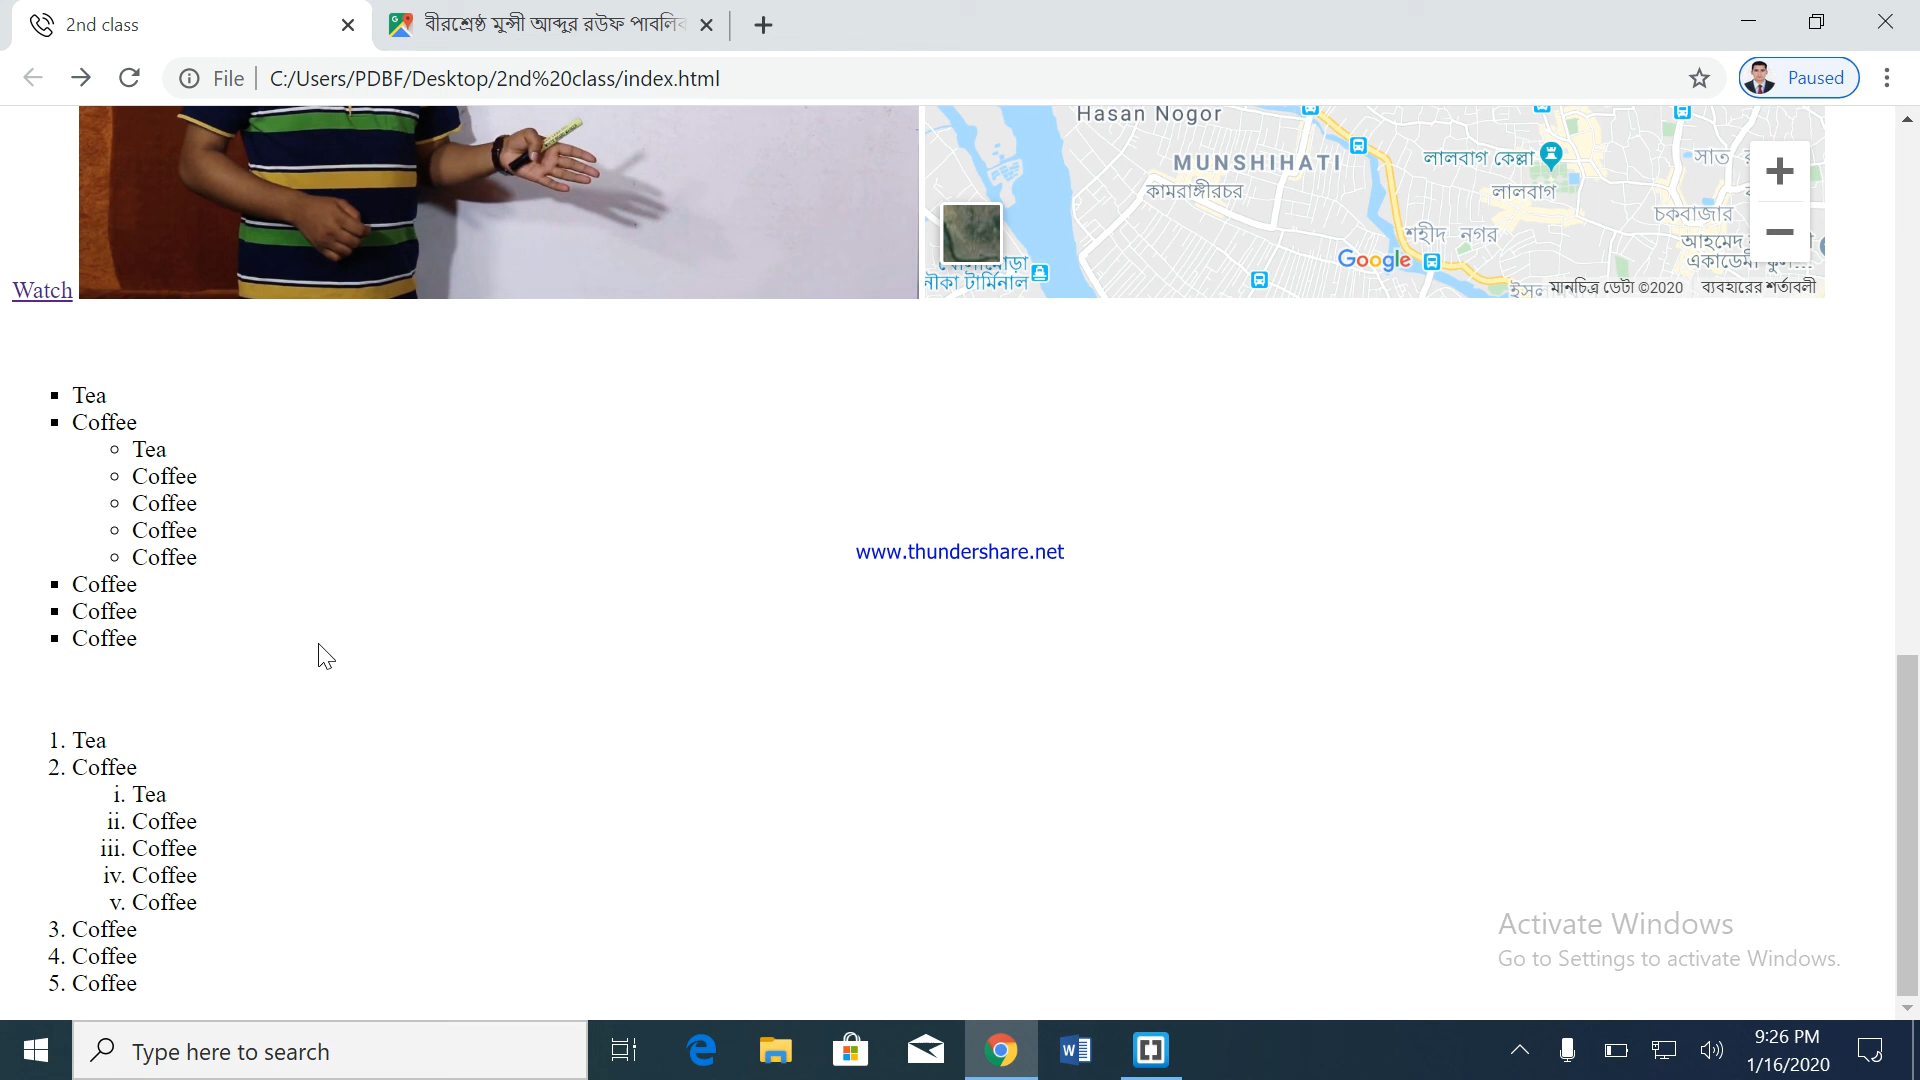 2nd class
বীরশ্রেষ্ঠ মুন্সী আব্দুর রউফ পাবলিক
File
C:/Users/PDBF/Desktop/2nd%20class/index.html
Paused
Hasan Nogor
MUNSHIHATI
কামরাঙ্গীরচর
লালবাগ কেল্লা
লালবাগ
সাত
চকবাজার
শহীদ নগর
আহমেদ
Google
নৌকা টার্মিনাল
মানচিত্র ডেটা ©2020
ব্যবহারের শর্তাবলী
Watch
Tea
Coffee
Tea
Coffee
Coffee
Coffee
Coffee
Coffee
Coffee
Coffee
www.thundershare.net
1. Tea
2. Coffee
i. Tea
ii. Coffee
iii. Coffee
iv. Coffee
v. Coffee
3. Coffee
4. Coffee
5. Coffee
Activate Windows
Go to Settings to activate Windows.
Type here to search
9:26 PM
1/16/2020